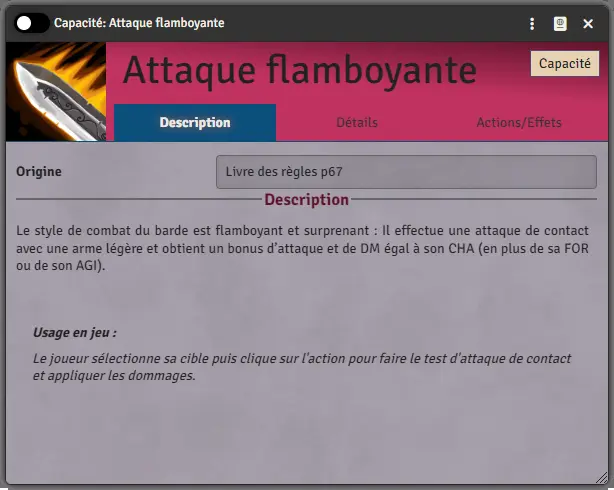 Capacité: Attaque flamboyante
Attaque flamboyante
Capacité
Description
Détails
Actions/Effets
Origine
Livre des règles p67
Description
Le style de combat du barde est flamboyant et surprenant : Il effectue une attaque de contact
avec une arme légère et obtient un bonus d'attaque et de DM égal à son CHA (en plus de sa FOR
ou de son AGI).
Usage en jeu :
Le joueur sélectionne sa cible puis clique sur l'action pour faire le test d'attaque de contact
et appliquer les dommages.